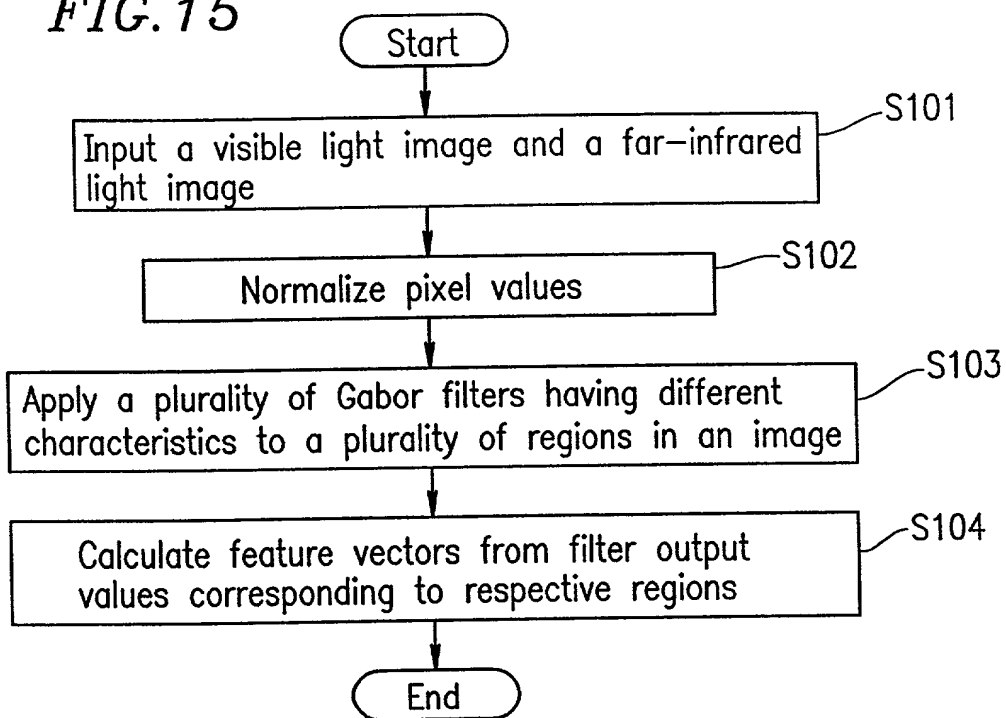 FIG. 15
Start
S101
Input a visible light image and a far-infrared
light image
S102
Normalize pixel values
S103
Apply a plurality of Gabor filters having different
characteristics to a plurality of regions in an image
S104
Calculate feature vectors from filter output
values corresponding to respective regions
End